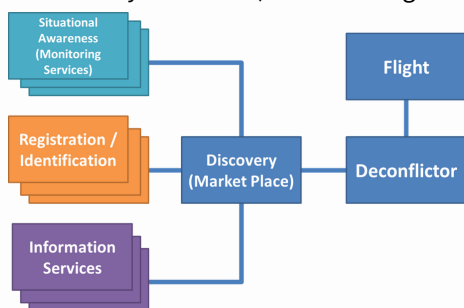 Situational
Awareness
(Monitoring
Services)
Flight
Registration /
Identification
Discovery
(Market Place)
Deconflictor
Information
Services